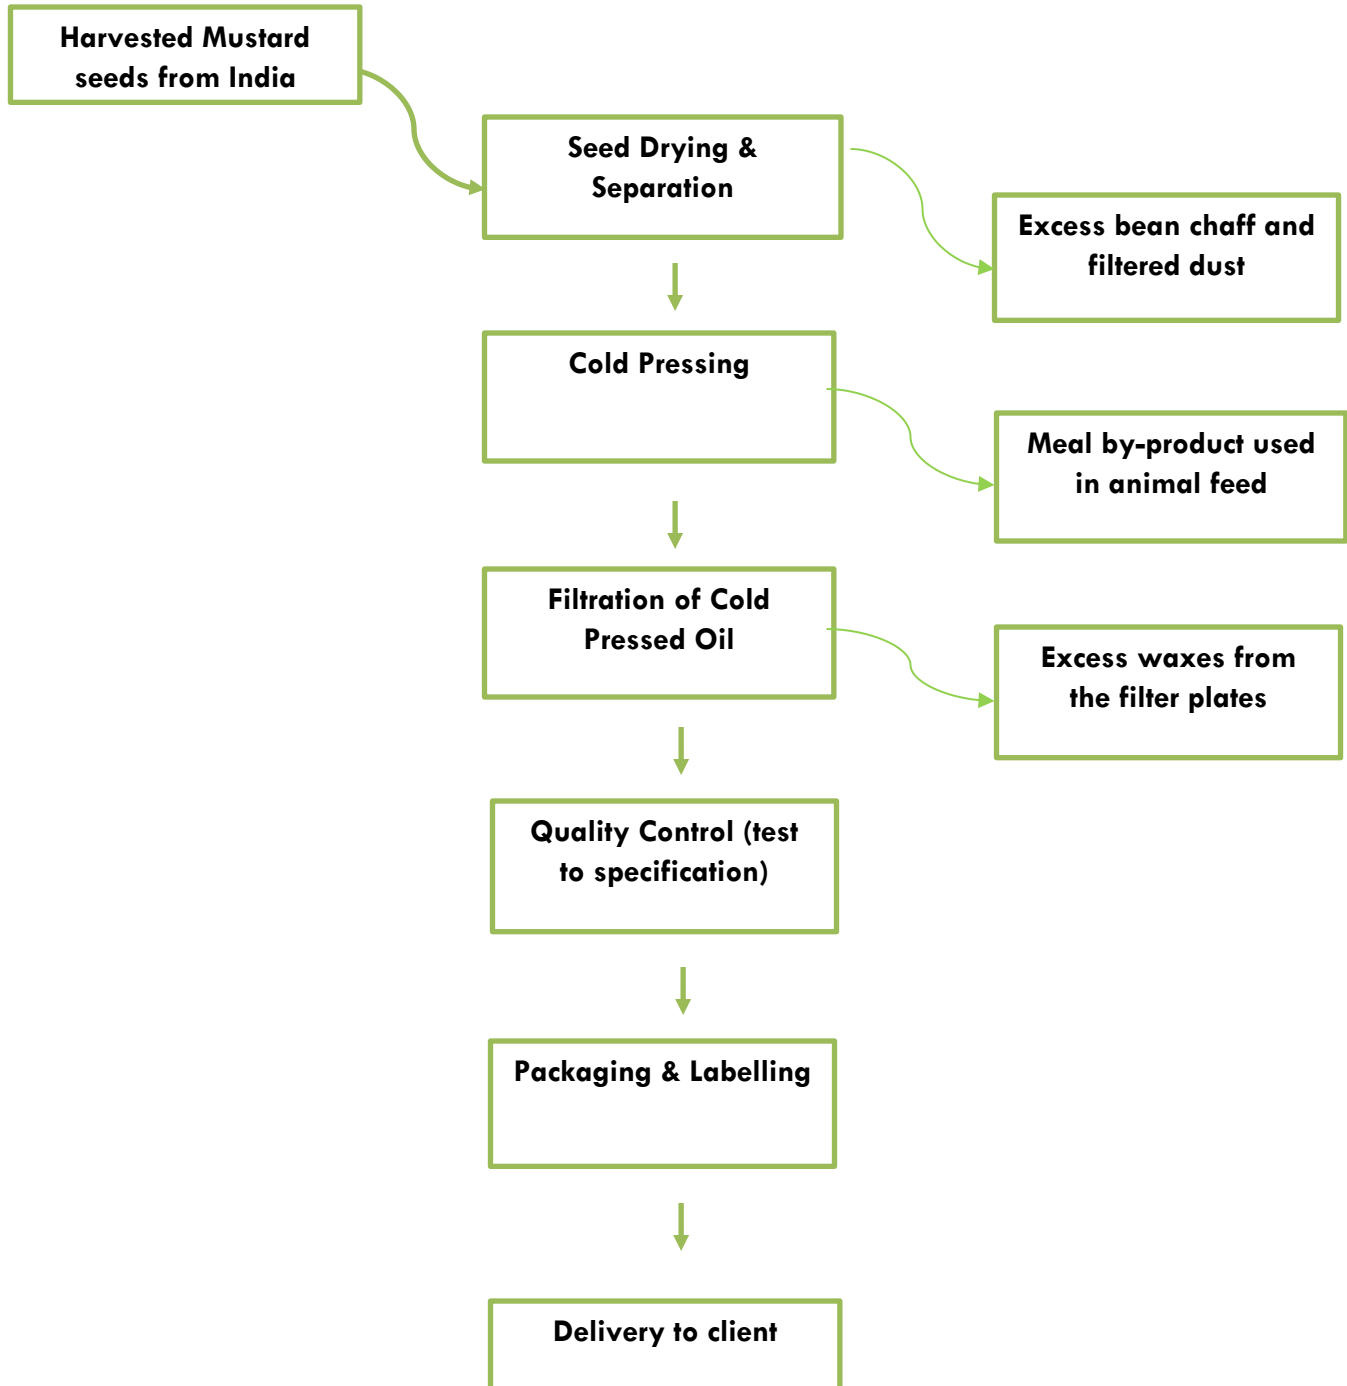 Harvested Mustard
seeds from India
Seed Drying &
Separation
Excess bean chaff and
filtered dust
Cold Pressing
Meal by-product used
in animal feed
Filtration of Cold
Pressed Oil
Excess waxes from
the filter plates
Quality Control (test
to specification)
Packaging & Labelling
Delivery to client